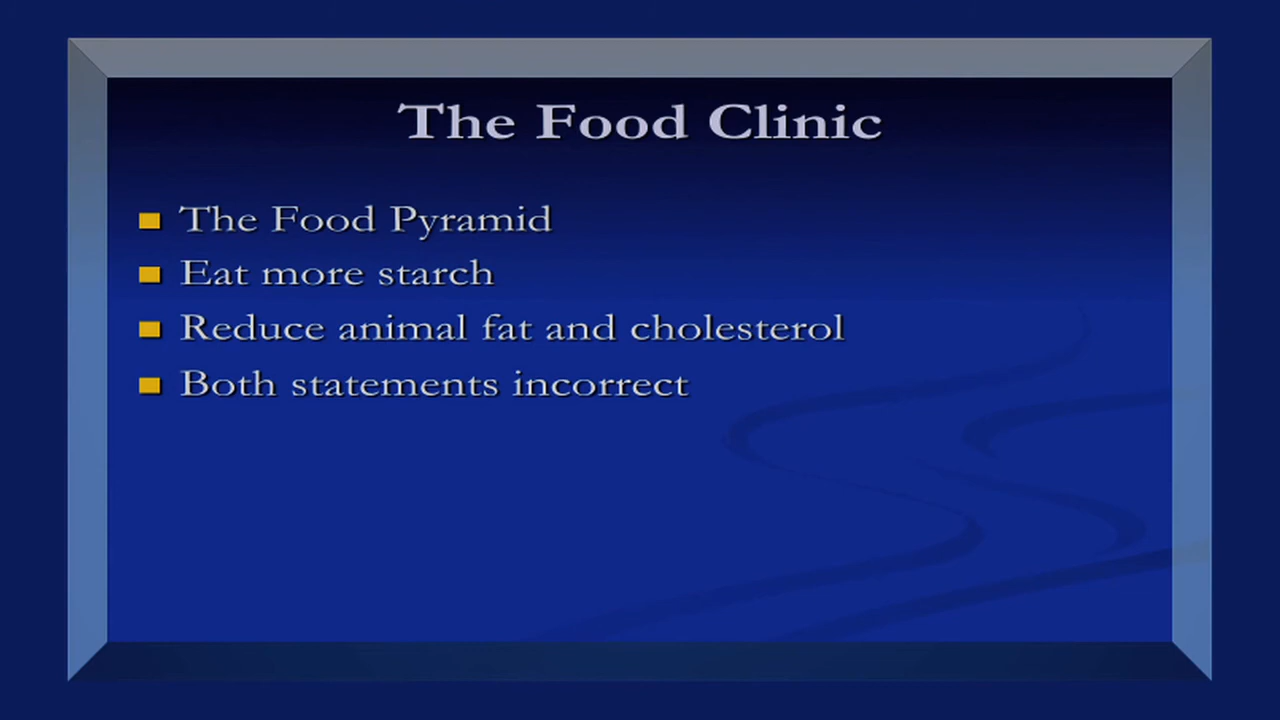 The Food Clinic
The Food Pyramid
Eat more starch
Reduce animal fat and cholesterol
Both statements incorrect